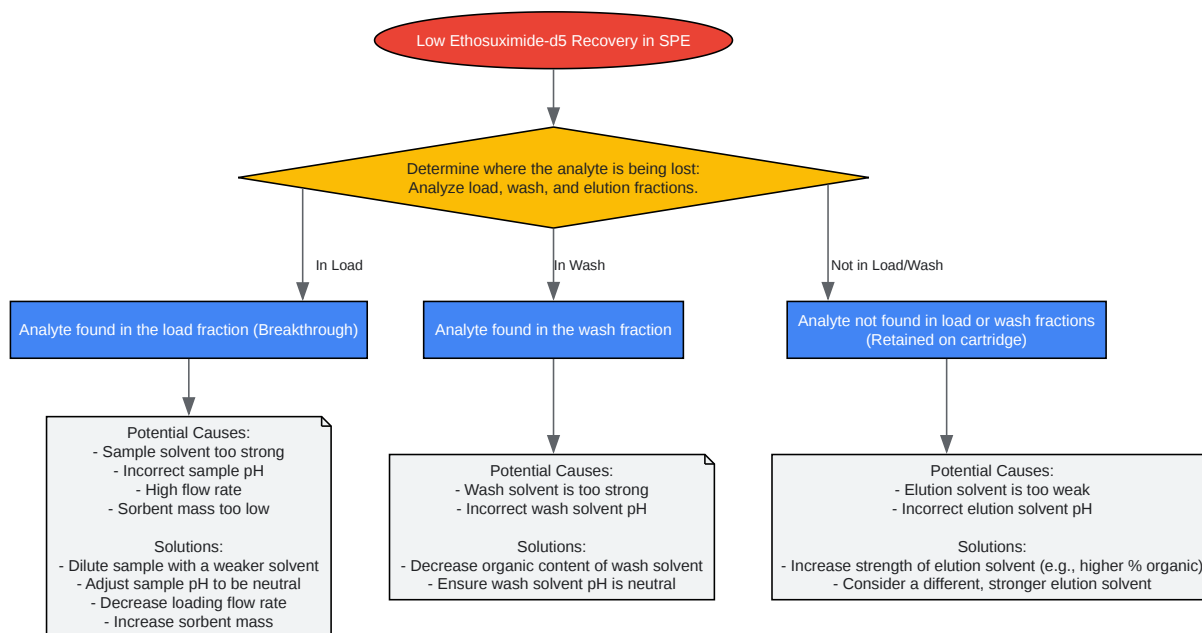 Low Ethosuximide-d5 Recovery in SPE
Determine where the analyte is being lost:
Analyze load, wash, and elution fractions.
In Load
In Wash
Not in Load/Wash
Analyte found in the load fraction (Breakthrough)
Analyte found in the wash fraction
Analyte not found in load or wash fractions
(Retained on cartridge)
Potential Causes:
- Sample solvent too strong
- Incorrect sample pH
- High flow rate
- Sorbent mass too low
Solutions:
- Dilute sample with a weaker solvent
- Adjust sample pH to be neutral
- Decrease loading flow rate
- Increase sorbent mass
Potential Causes:
- Wash solvent is too strong
- Incorrect wash solvent pH
Solutions:
- Decrease organic content of wash solvent
- Ensure wash solvent pH is neutral
Potential Causes:
- Elution solvent is too weak
- Incorrect elution solvent pH
Solutions:
- Increase strength of elution solvent (e.g., higher % organic)
- Consider a different, stronger elution solvent